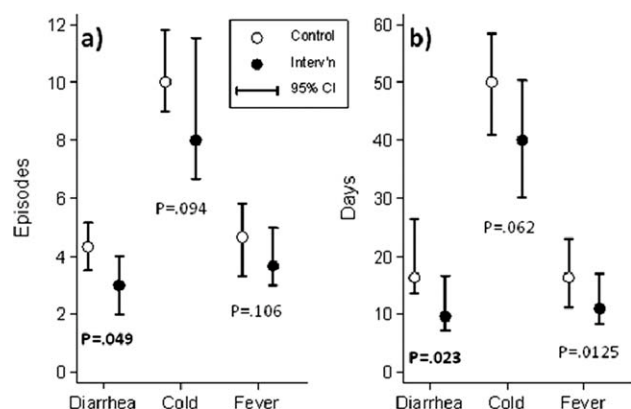 a)
Control
Interv'n
95% CI
Episodes
12
10
8
6
4
2
0
P=.049
P=.094
P=.106
Diarrhea Cold Fever
b)
Days
60
50
40
30
20
10
0
P=.023
P=.062
P=.0125
Diarrhea Cold Fever